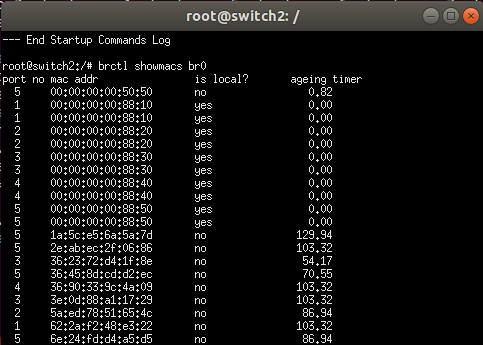 root@switch2: /
--- End Startup Commands Log
root@switch2:/# brctl showmacs br0
port no mac addr is local? ageing timer
5 00:00:00:00:50:50 no 0.82
1 00:00:00:00:88:10 yes 0.00
1 00:00:00:00:88:10 yes 0.00
2 00:00:00:00:88:20 yes 0.00
2 00:00:00:00:88:20 yes 0.00
3 00:00:00:00:88:30 yes 0.00
3 00:00:00:00:88:30 yes 0.00
4 00:00:00:00:88:40 yes 0.00
4 00:00:00:00:88:40 yes 0.00
5 00:00:00:00:88:50 yes 0.00
5 00:00:00:00:88:50 yes 0.00
5 1a:5c:e5:6a:5a:7d no 129.94
5 2e:ab:ec:2f:06:86 no 103.32
3 36:23:72:d4:1f:8e no 54.17
5 36:45:8d:cd:d2:ec no 70.55
4 36:90:33:9c:4a:09 no 103.32
3 3e:0d:88:a1:17:29 no 103.32
2 5a:ed:78:51:65:4c no 86.94
1 62:2a:f2:48:e3:22 no 103.32
5 6e:24:fd:d4:a5:d5 no 86.94